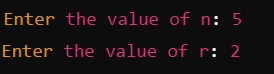 Enter the value of n: 5
Enter the value of r: 2